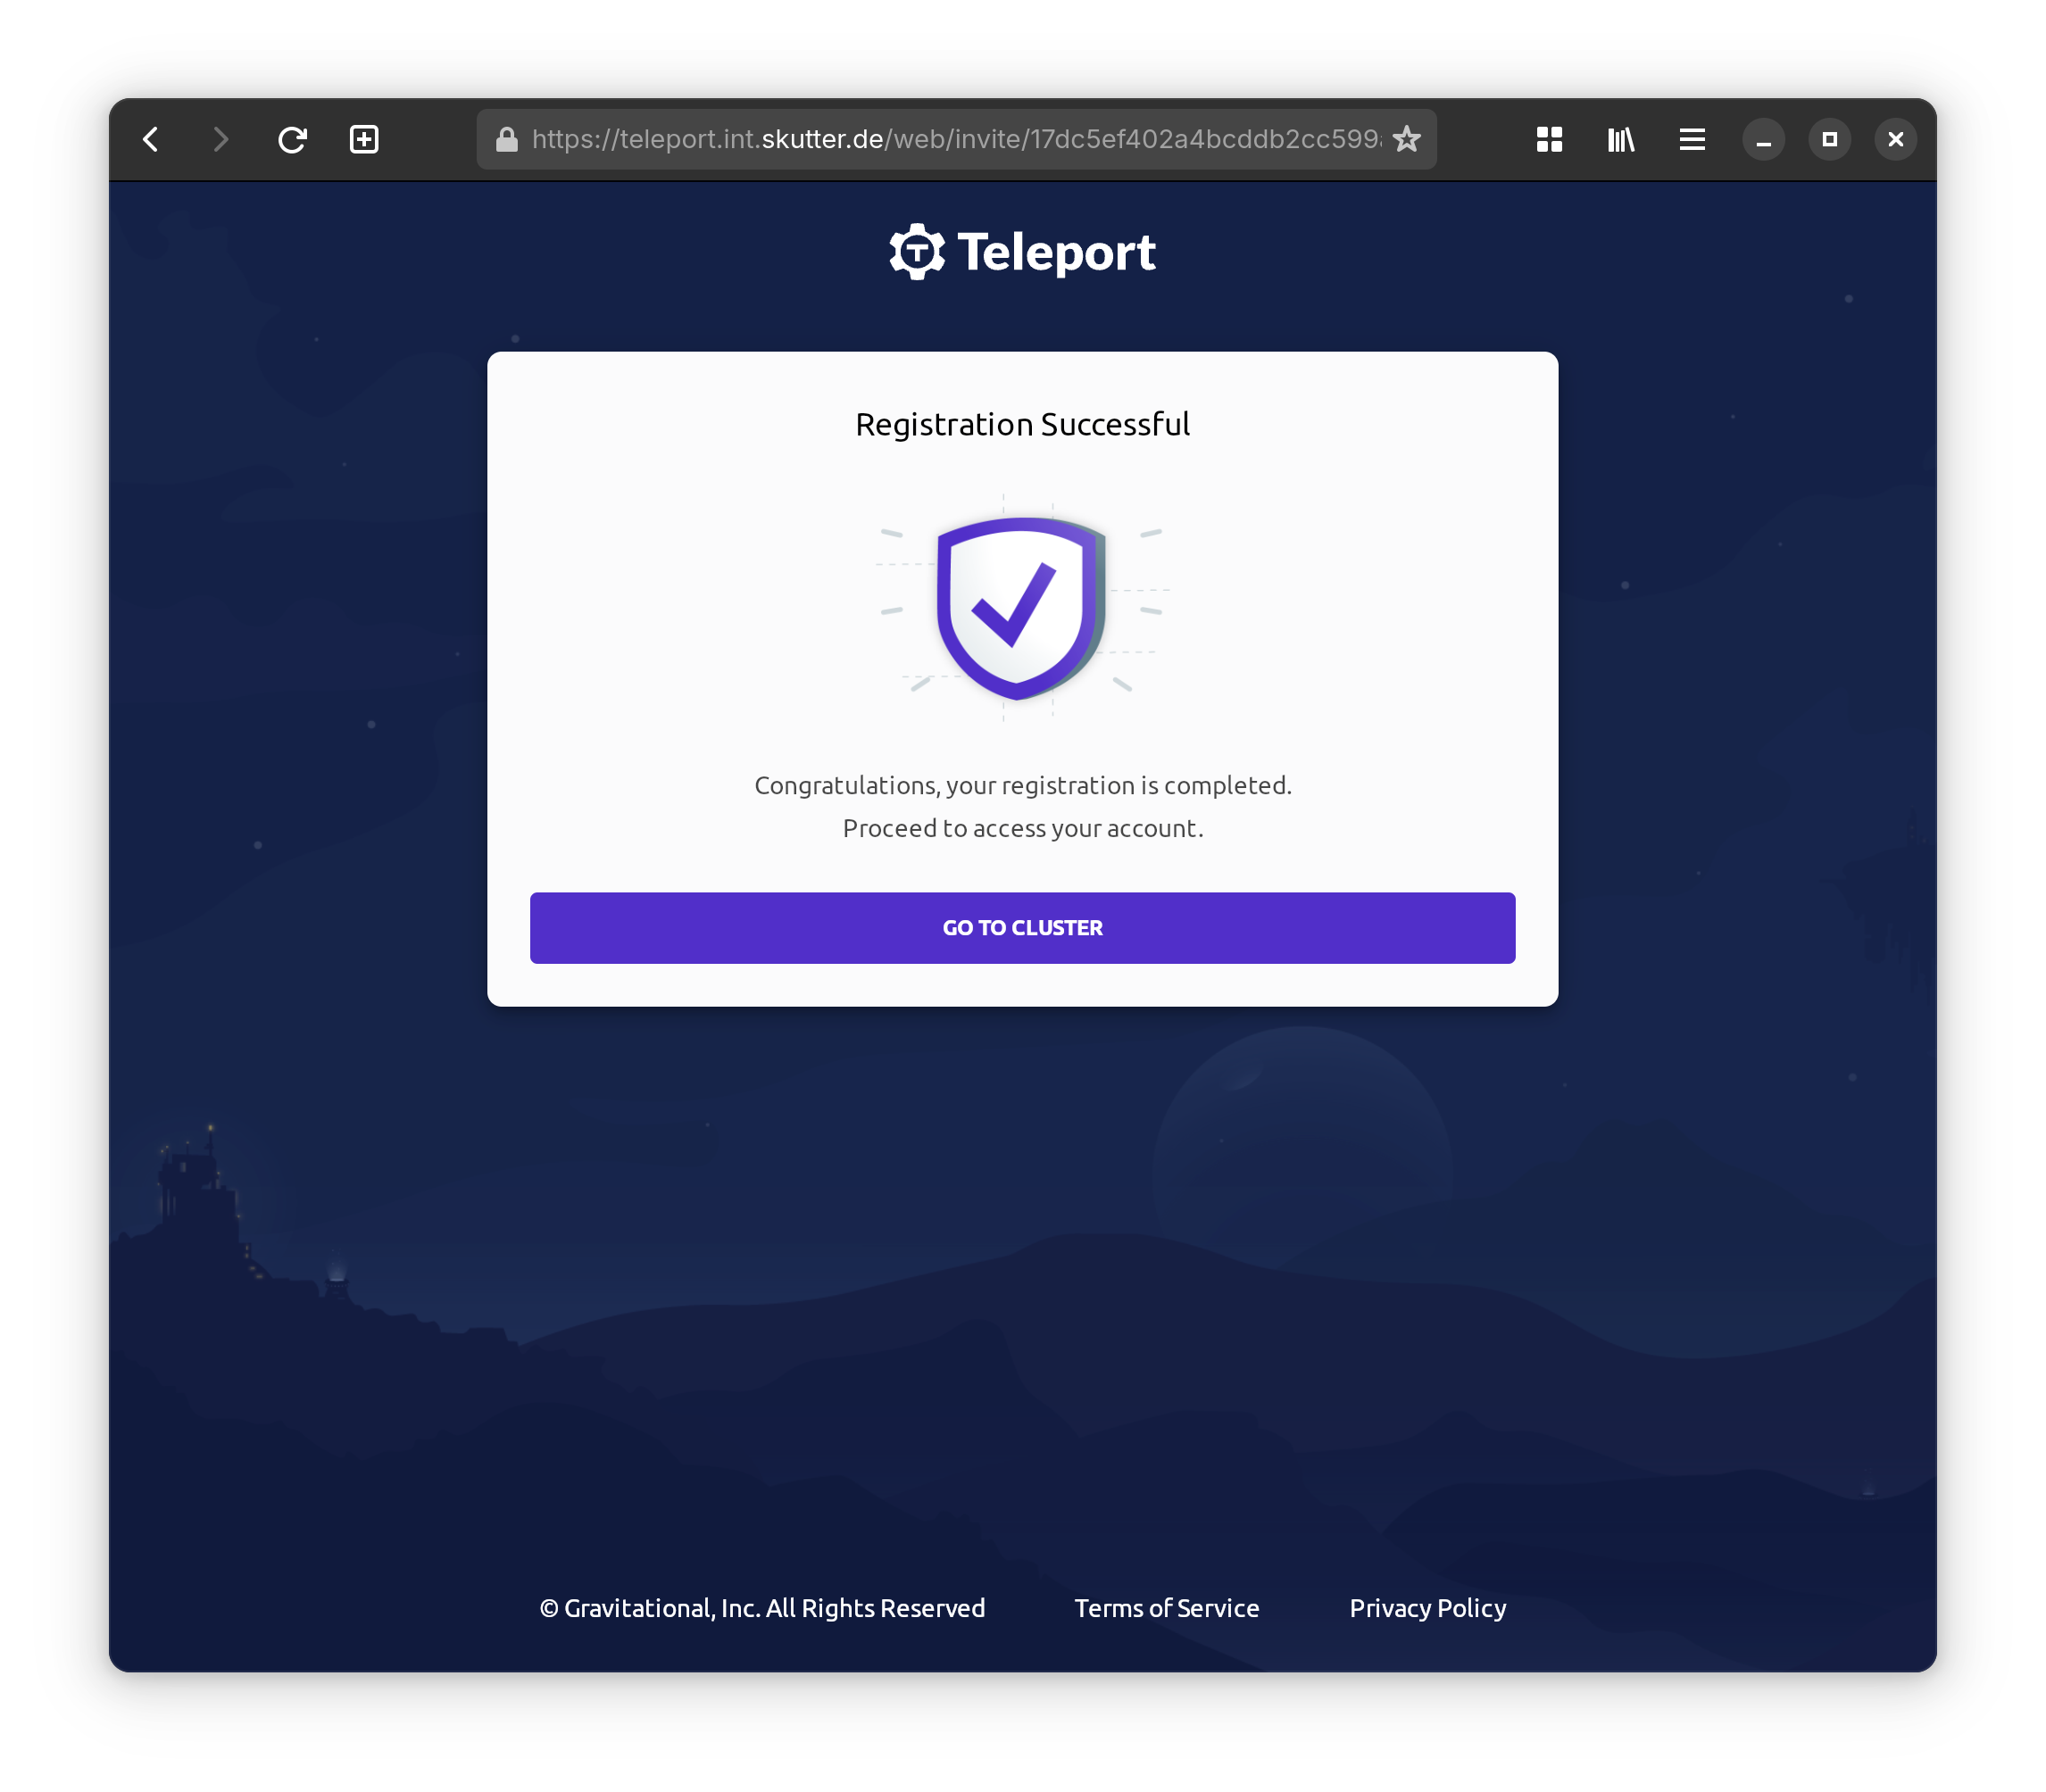 https://teleport.int.skutter.de/web/invite/17dc5ef402a4bcddb2cc599
Teleport
Registration Successful
Congratulations, your registration is completed.
Proceed to access your account.
GO TO CLUSTER
© Gravitational, Inc. All Rights Reserved Terms of Service Privacy Policy